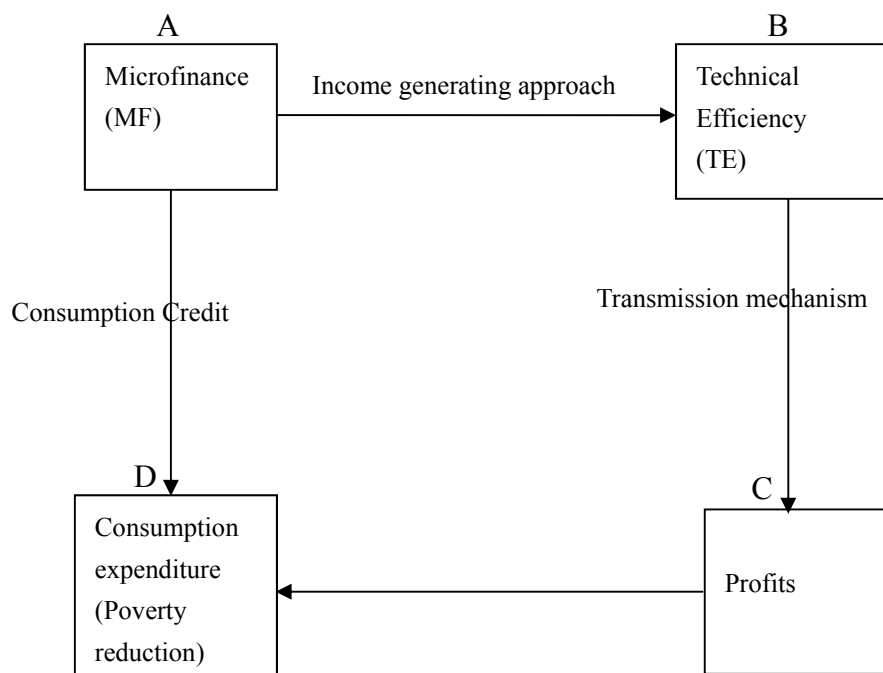 A
B
Microfinance
(MF)
Income generating approach
Technical
Efficiency
(TE)
Consumption Credit
Transmission mechanism
D
C
Consumption
expenditure
(Poverty
reduction)
Profits